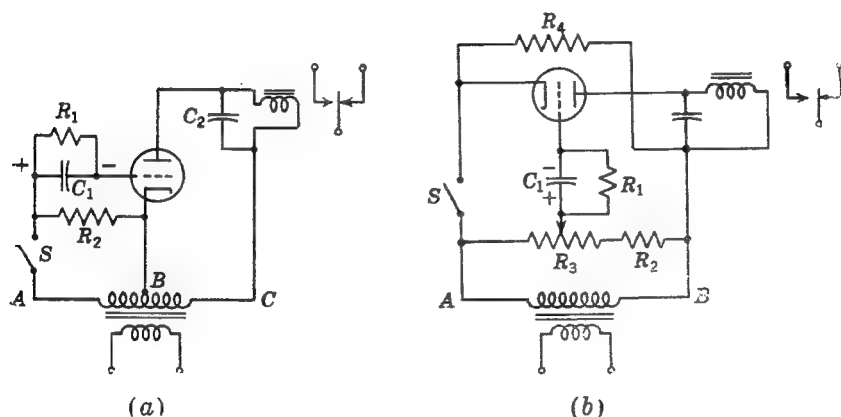 R₁
+
−
C₁
R₂
S
A
B
C
C₂
(a)
R₄
C₁
−
+
R₁
S
R₃
R₂
A
B
(b)